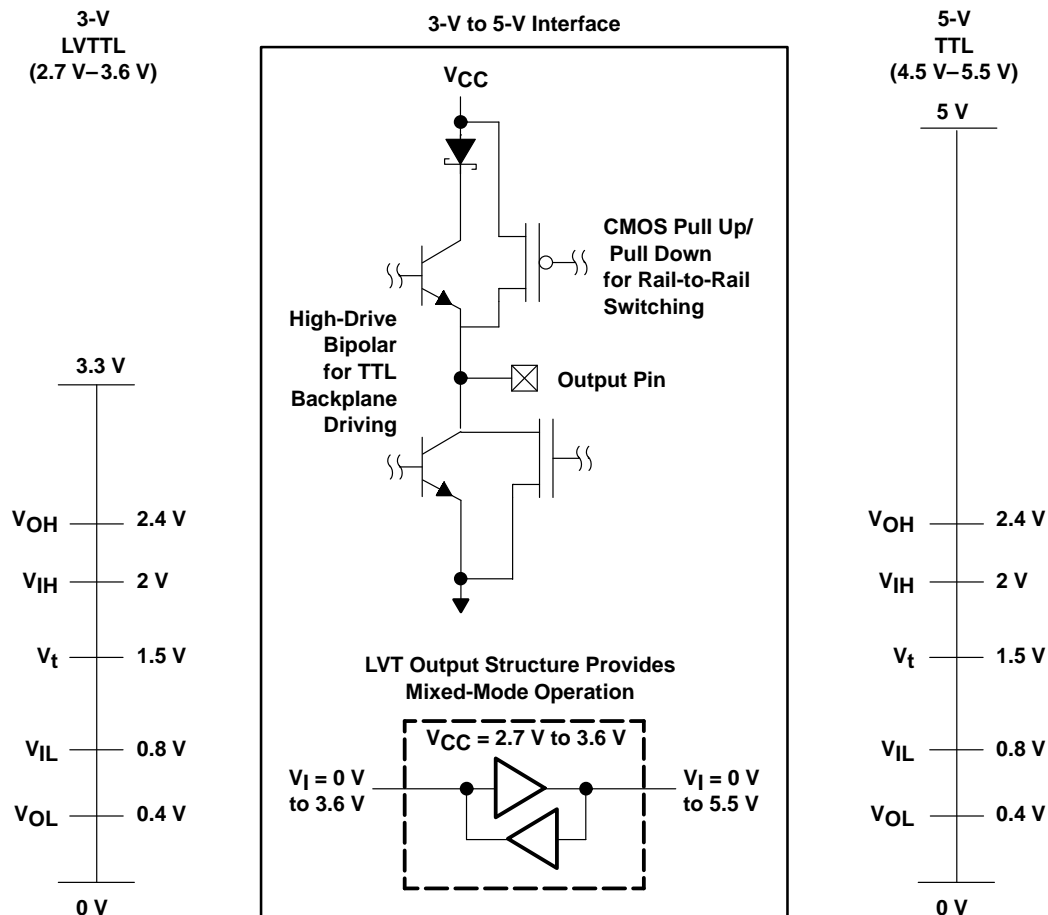 3-V
LVTTL
(2.7 V–3.6 V)
3.3 V
VOH
2.4 V
VIH
2 V
Vt
1.5 V
VIL
0.8 V
VOL
0.4 V
0 V
3-V to 5-V Interface
VCC
CMOS Pull Up/
Pull Down
for Rail-to-Rail
Switching
High-Drive
Bipolar
for TTL
Backplane
Driving
Output Pin
LVT Output Structure Provides
Mixed-Mode Operation
VCC = 2.7 V to 3.6 V
VI = 0 V
to 3.6 V
VI = 0 V
to 5.5 V
5-V
TTL
(4.5 V–5.5 V)
5 V
VOH
2.4 V
VIH
2 V
Vt
1.5 V
VIL
0.8 V
VOL
0.4 V
0 V